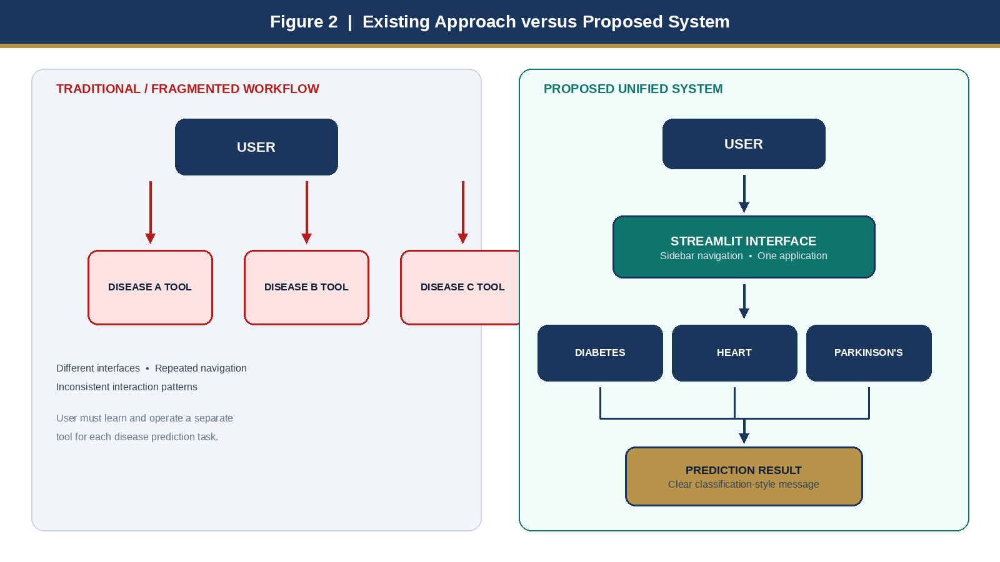 Figure 2 | Existing Approach versus Proposed System
TRADITIONAL / FRAGMENTED WORKFLOW
USER
DISEASE A TOOL
DISEASE B TOOL
DISEASE C TOOL
Different interfaces • Repeated navigation
Inconsistent interaction patterns
User must learn and operate a separate
tool for each disease prediction task.
PROPOSED UNIFIED SYSTEM
USER
STREAMLIT INTERFACE
Sidebar navigation • One application
DIABETES
HEART
PARKINSON'S
PREDICTION RESULT
Clear classification-style message